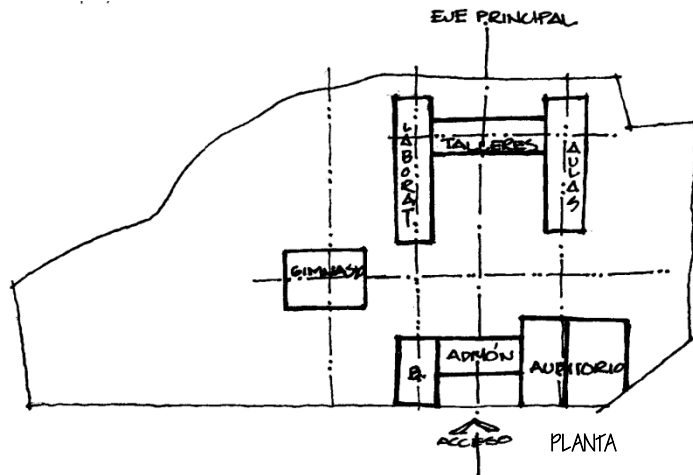 EJE PRINCIPAL
LABORAT
TALLERES
AULAS
GIMNASIO
B.
ADMÓN
AUDITORIO
ACCESO
PLANTA